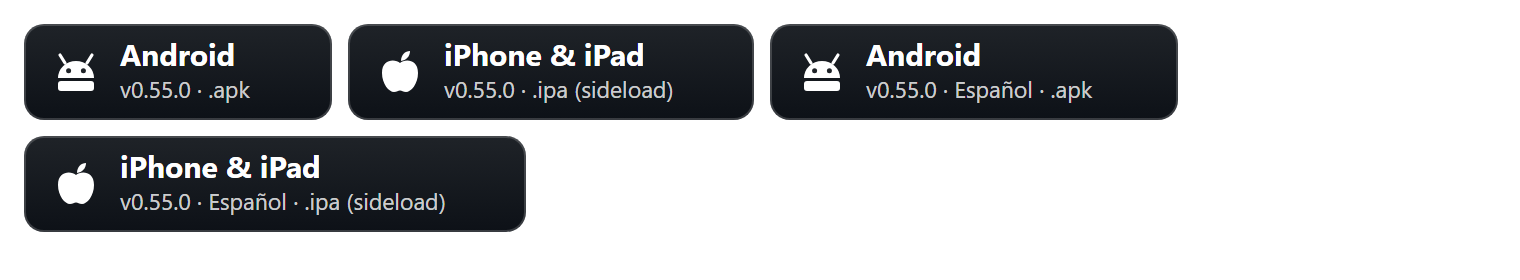 Android
v0.55.0 · .apk
iPhone & iPad
v0.55.0 · .ipa (sideload)
Android
v0.55.0 · Español · .apk
iPhone & iPad
v0.55.0 · Español · .ipa (sideload)